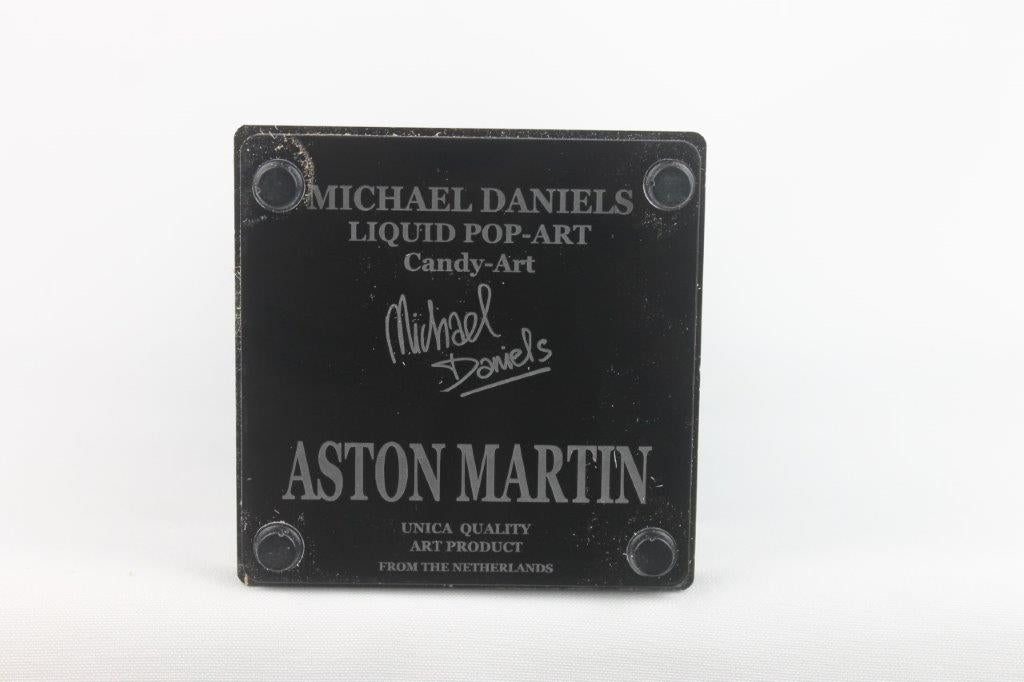 MICHAEL DANIELS
LIQUID POP-ART
Candy-Art
Michael
Daniels
ASTON MARTIN
UNICA QUALITY
ART PRODUCT
FROM THE NETHERLANDS